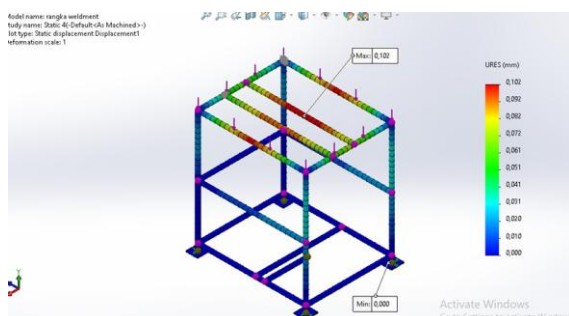 Model name: rangka weldment
Study name: Static 4(-Default<As Machined>-)
Plot type: Static displacement Displacement1
Deformation scale: 1
Max: 0,102
URES (mm)
0,102
0,092
0,082
0,072
0,061
0,051
0,041
0,031
0,020
0,010
0,000
Min: 0,000
Activate Windows